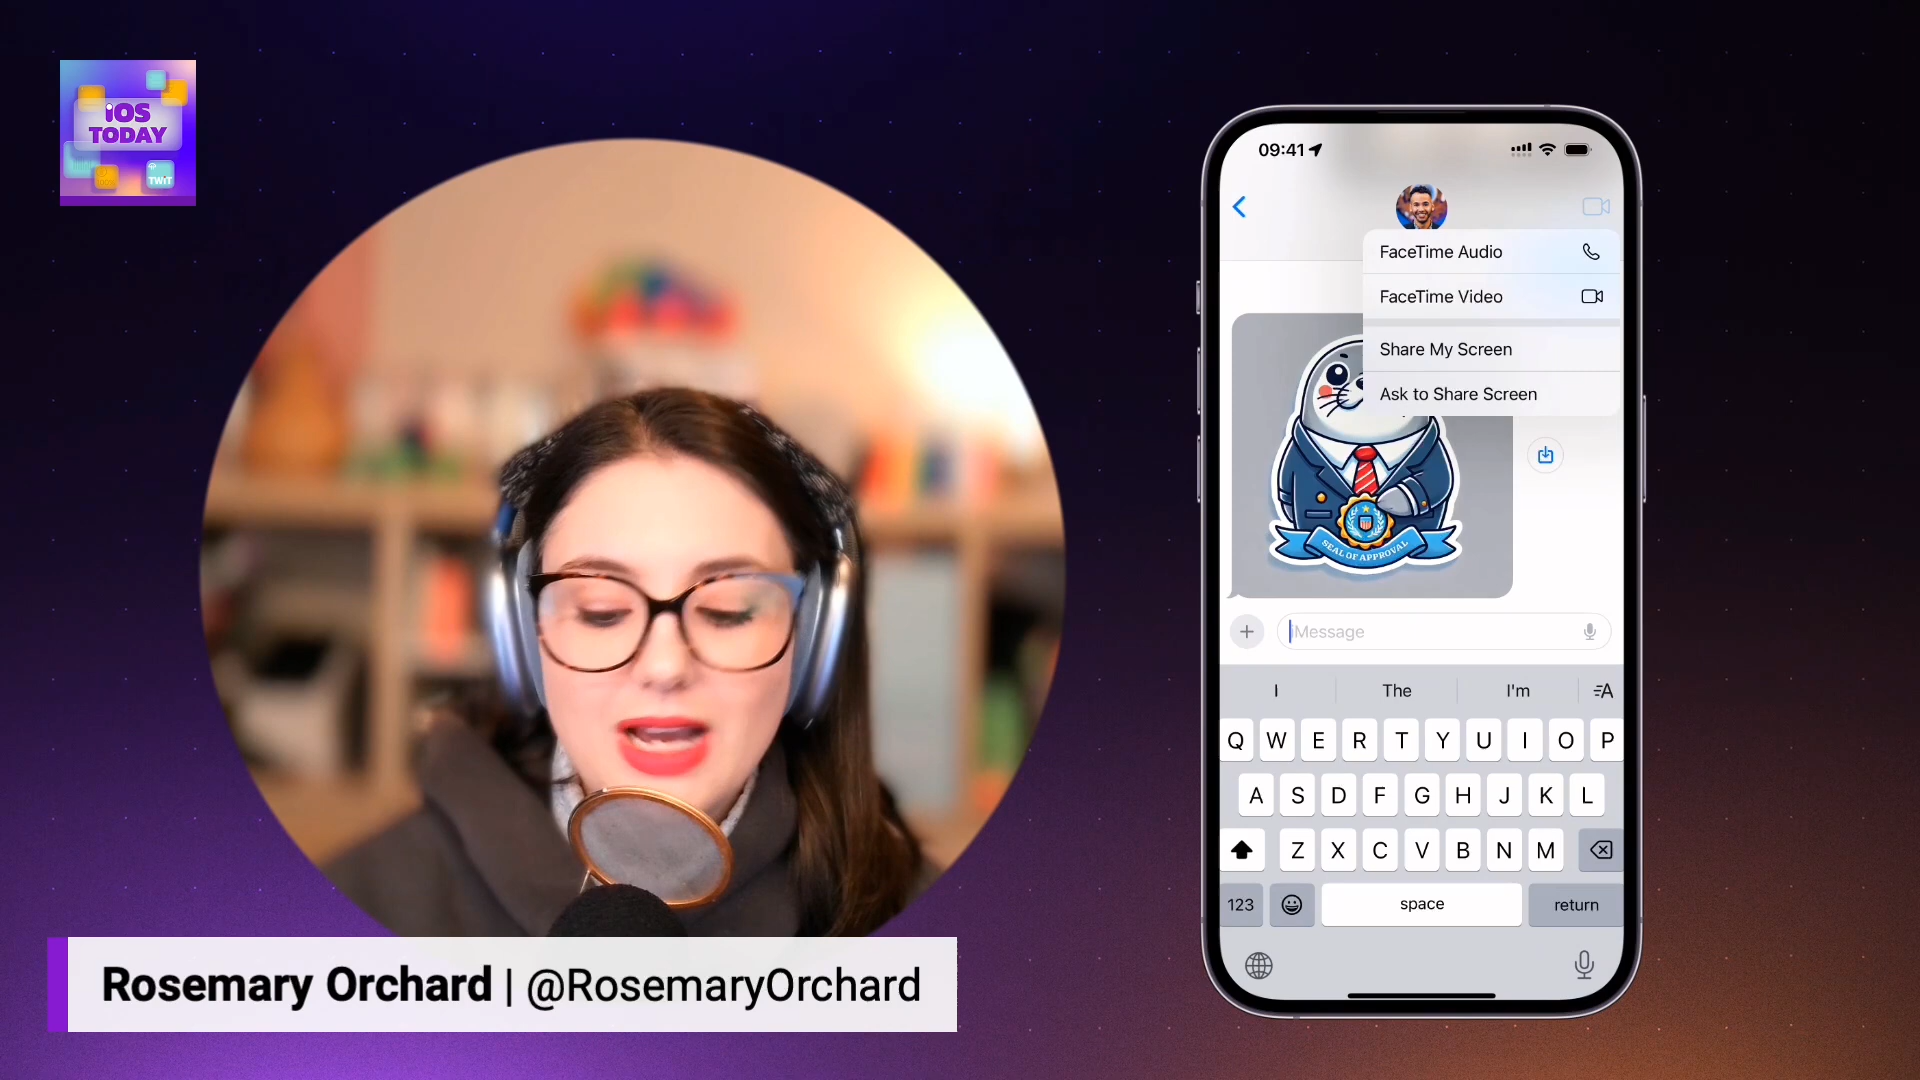 iOS
TODAY
TWiT
Rosemary Orchard | @RosemaryOrchard
09:41
FaceTime Audio
FaceTime Video
Share My Screen
Ask to Share Screen
SEAL OF APPROVAL
iMessage
I
The
I'm
A
Q W E R T Y U I O P
A S D F G H J K L
Z X C V B N M
123
space
return